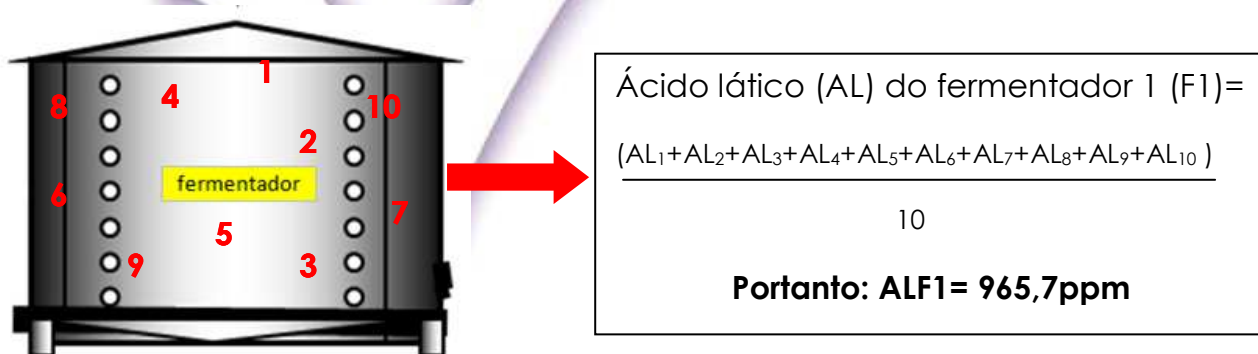 1
4
8
10
2
fermentador
6
7
5
9
3
Ácido lático (AL) do fermentador 1 (F1)=
(AL₁+AL₂+AL₃+AL₄+AL₅+AL₆+AL₇+AL₈+AL₉+AL₁₀ )
10
Portanto: ALF1= 965,7ppm